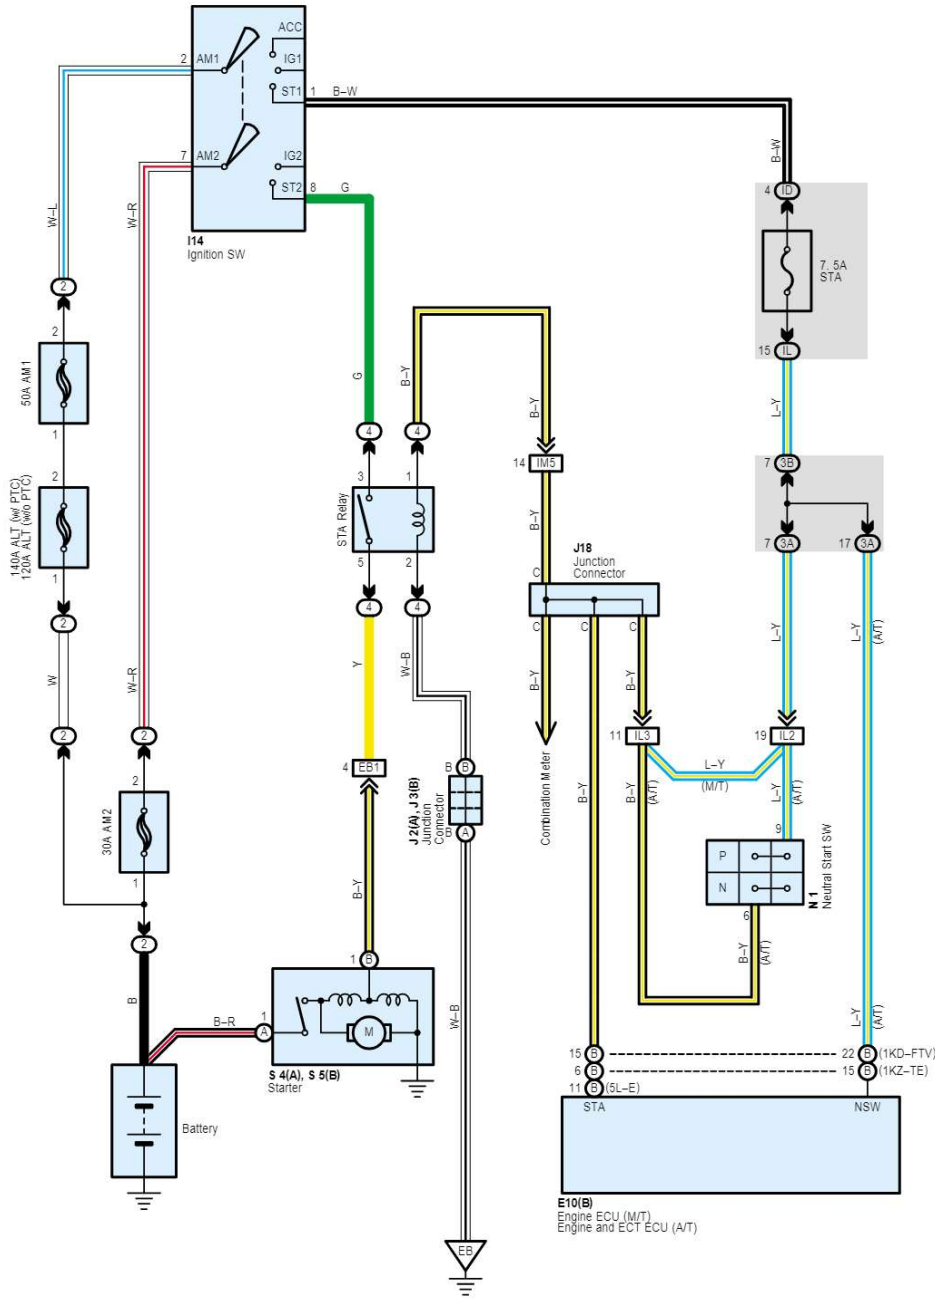 ACC
2 AM1
IG1
ST1 1 B–W
7 AM2
IG2
ST2 8 G
I14
Ignition SW
W–L
W–R
B–W
4 ID
7. 5A
STA
15 IL
2
2
50A AM1
1
2
140A ALT (w/ PTC)
120A ALT (w/o PTC)
1
2
W
2
W–R
2
2
30A AM2
1
2
B
B–R
Battery
G
B–Y
B–Y
4
4
3
1
STA Relay
5
2
4
4
Y
W–B
14 IM5
B–Y
J18
Junction
Connector
C
C
C
C
B–Y
B–Y
L–Y
7 3B
7 3A
17 3A
L–Y
L–Y
(A/T)
11 IL3
19 IL2
L–Y
(M/T)
B–Y
(A/T)
L–Y
(A/T)
Combination Meter
B–Y
4 EB1
B B
J 2(A), J 3(B)
Junction
Connector
B A
9
P
N
N 1
Neutral Start SW
6
B–Y
(A/T)
B–Y
1 B
1
A
M
S 4(A), S 5(B)
Starter
W–B
L–Y
(A/T)
15 B
22 B (1KD–FTV)
6 B
15 B (1KZ–TE)
11 B (5L–E)
STA
NSW
E10(B)
Engine ECU (M/T)
Engine and ECT ECU (A/T)
EB